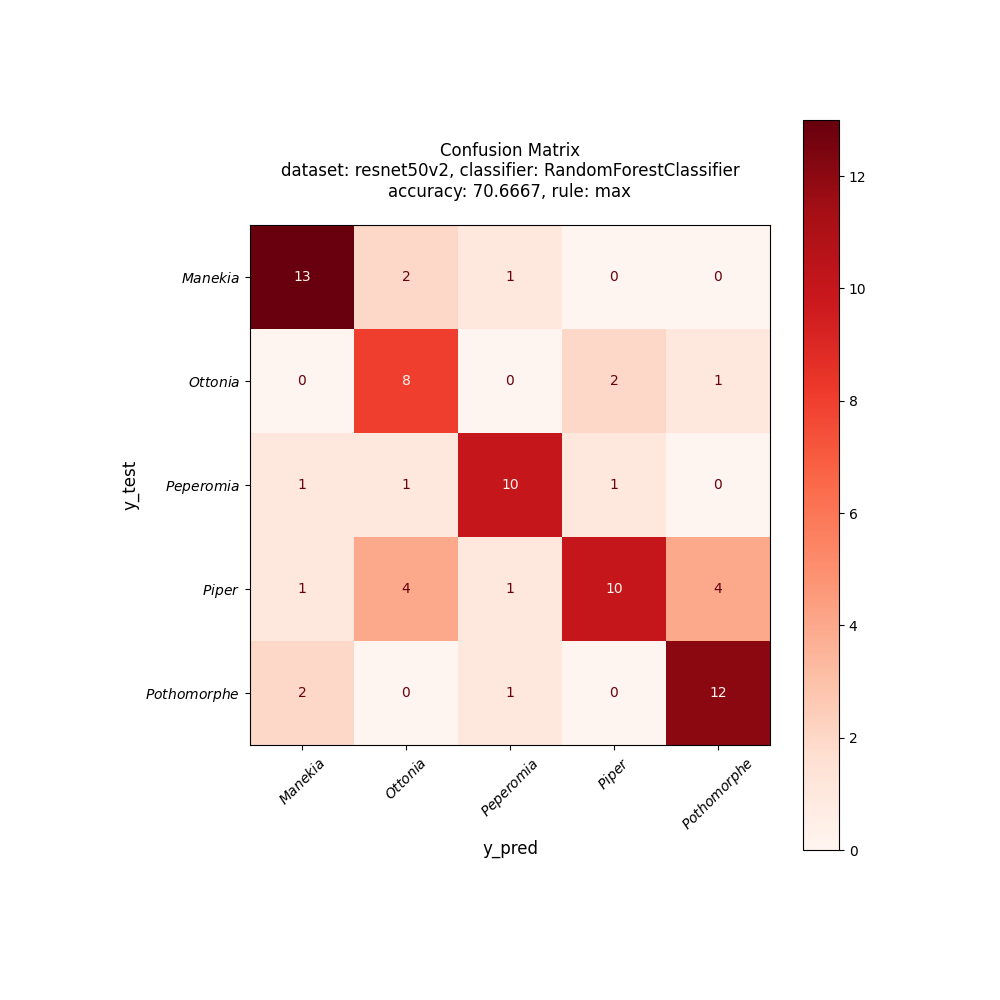 Confusion Matrix
dataset: resnet50v2, classifier: RandomForestClassifier
accuracy: 70.6667, rule: max
y_test
Manekia 13 2 1 0 0
Ottonia 0 8 0 2 1
Peperomia 1 1 10 1 0
Piper 1 4 1 10 4
Pothomorphe 2 0 1 0 12
Manekia Ottonia Peperomia Piper Pothomorphe
y_pred
12
10
8
6
4
2
0